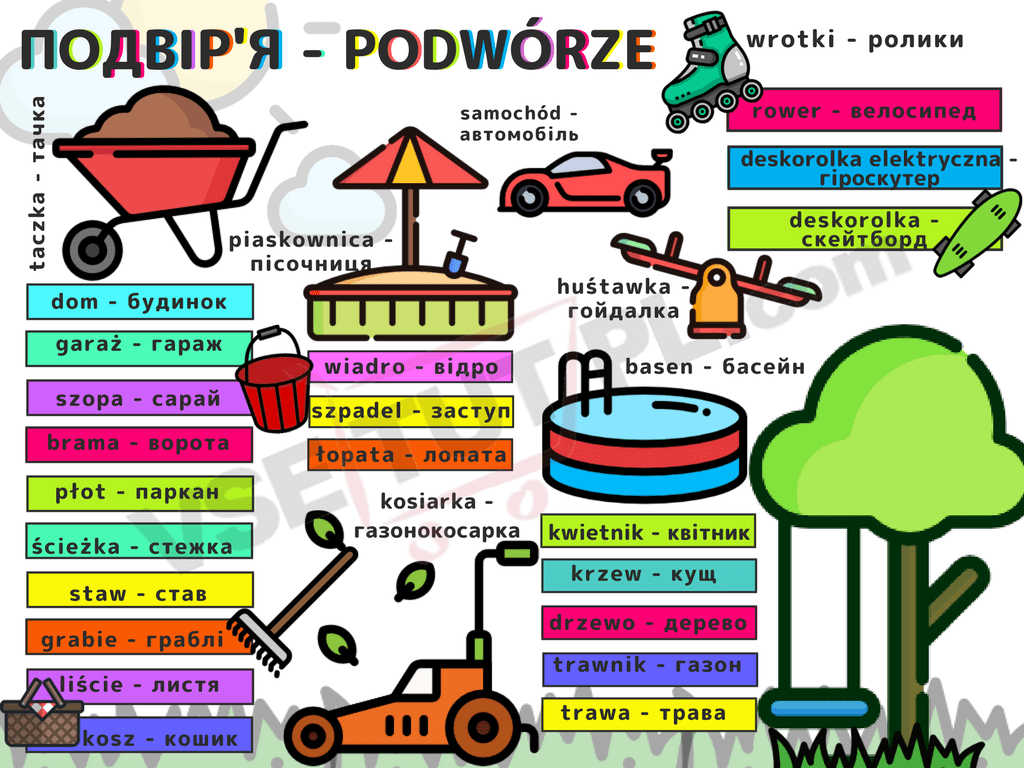 ПОДВІР'Я - PODWÓRZE
wrotki - ролики
taczka - тачка
samochód -
автомобіль
rower - велосипед
deskorolka elektryczna -
гіроскутер
deskorolka -
скейтборд
piaskownica -
пісочниця
huśtawka -
гойдалка
basen - басейн
dom - будинок
garaż - гараж
szopa - сарай
brama - ворота
płot - паркан
ścieżka - стежка
staw - став
grabie - граблі
liście - листя
kosz - кошик
wiadro - відро
szpadel - заступ
łopata - лопата
kosiarka -
газонокосарка
kwietnik - квітник
krzew - кущ
drzewo - дерево
trawnik - газон
trawa - трава
VSETUTPL.com